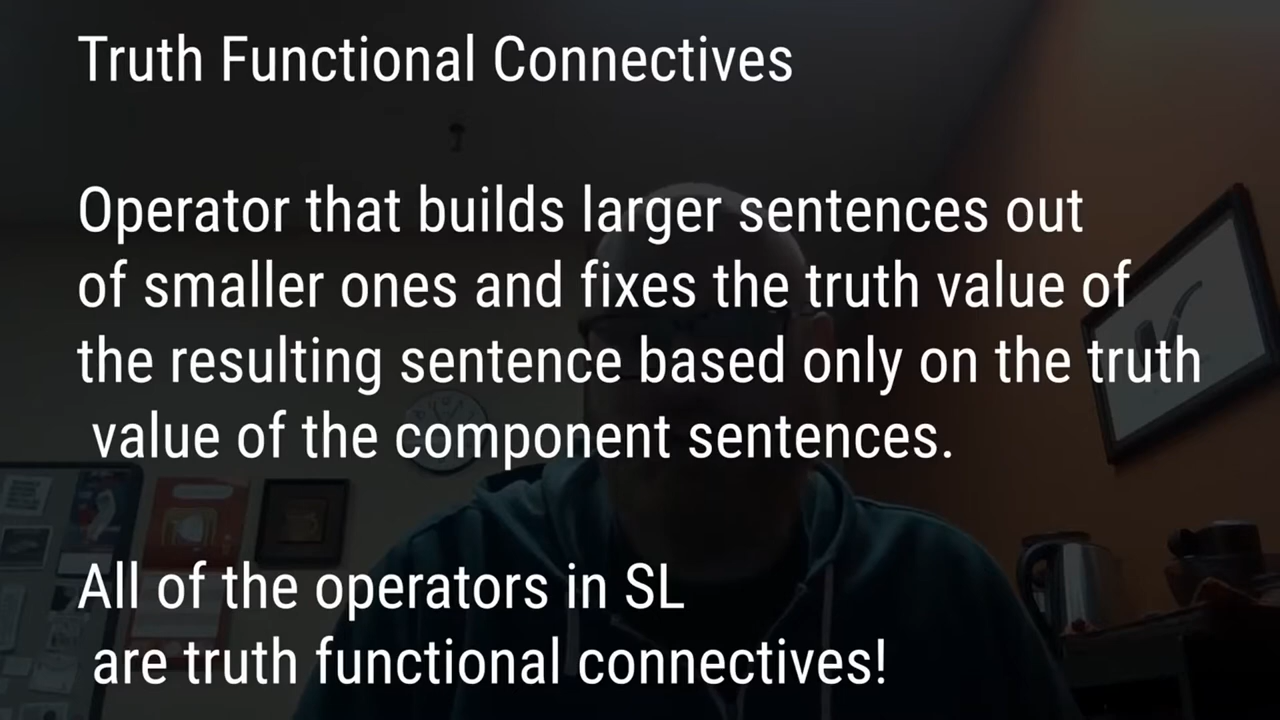 Truth Functional Connectives
Operator that builds larger sentences out
of smaller ones and fixes the truth value of
the resulting sentence based only on the truth
value of the component sentences.
All of the operators in SL
are truth functional connectives!